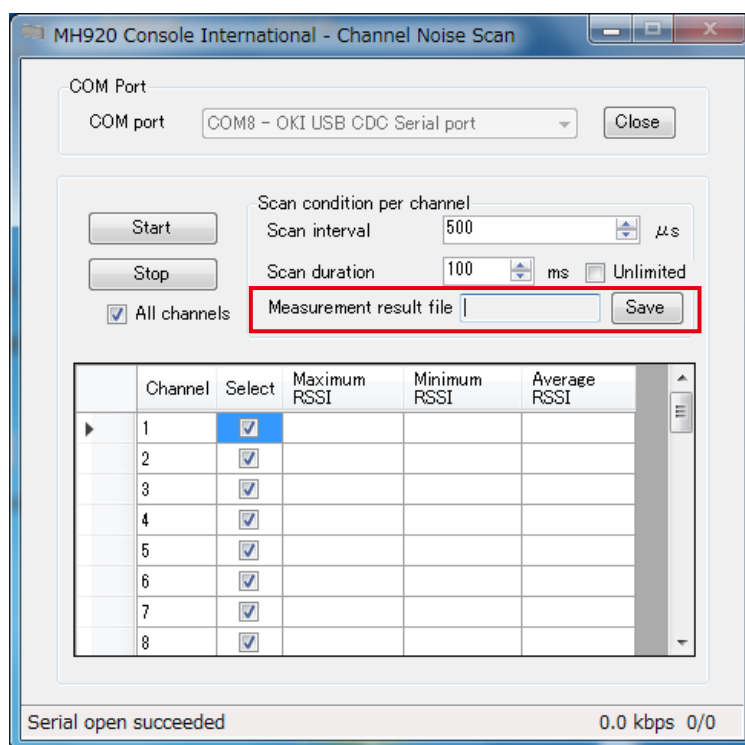 MH920 Console International - Channel Noise Scan
COM Port
COM port COM8 - OKI USB CDC Serial port Close
Scan condition per channel
Start Scan interval 500 μs
Stop Scan duration 100 ms Unlimited
All channels Measurement result file Save
Channel Select Maximum RSSI Minimum RSSI Average RSSI
1
2
3
4
5
6
7
8
Serial open succeeded 0.0 kbps 0/0